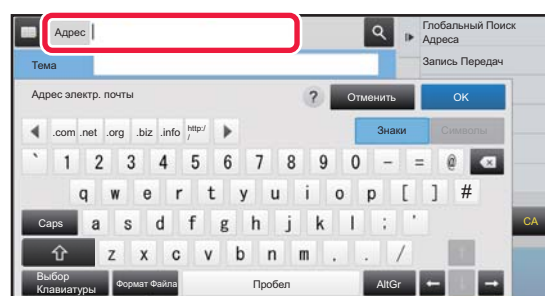 Адрес
Глобальный Поиск
Адреса
Тема
Запись Передач
Адрес электр. почты
? Отменить OK
.com .net .org .biz .info http:/
/
Знаки Символы
` 1 2 3 4 5 6 7 8 9 0 - = @
q w e r t y u i o p [ ] #
Caps a s d f g h j k l ; '
CA
z x c v b n m , . /
Выбор
Клавиатуры
Формат Файла Пробел AltGr